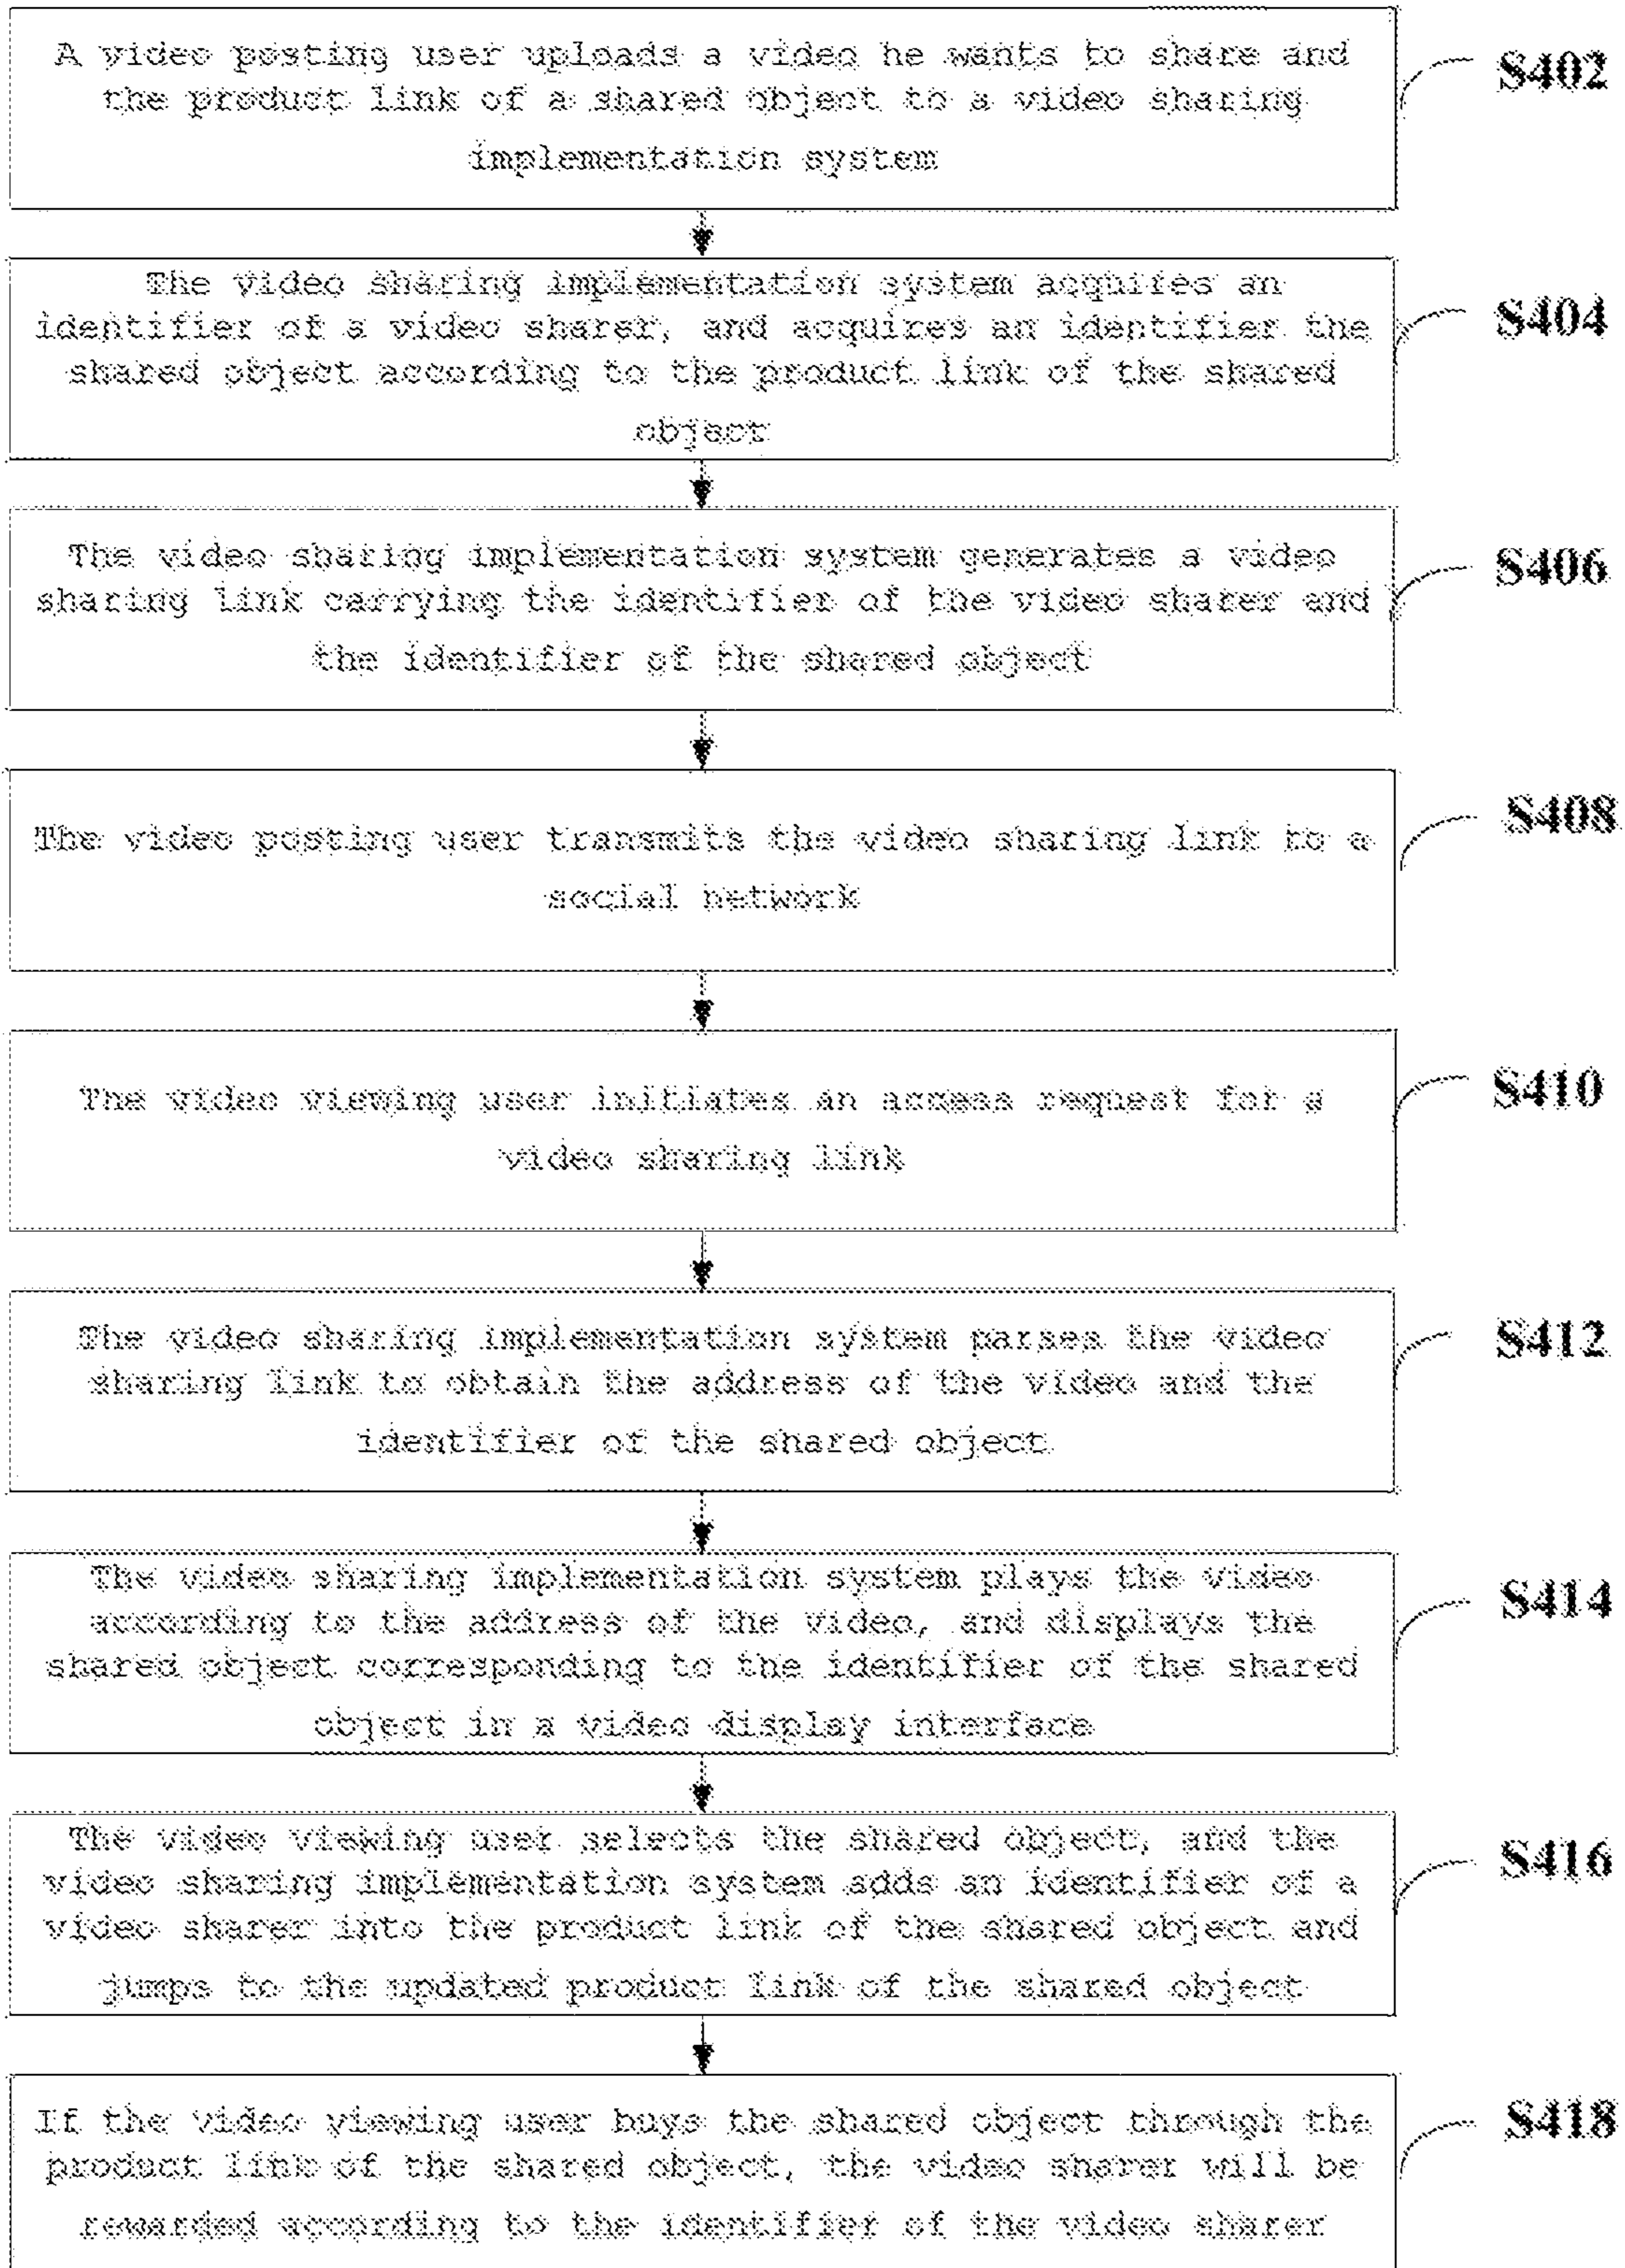 A video posting user uploads a video he wants to share and
the product link of a shared object to a video sharing
implementation system
S402
The video sharing implementation system acquires an
identifier of a video sharer, and acquires an identifier the
shared object according to the product link of the shared
object
S404
The video sharing implementation system generates a video
sharing link carrying the identifier of the video sharer and
the identifier of the shared object
S406
The video posting user transmits the video sharing link to a
social network
S408
The video viewing user initiates an access request for a
video sharing link
S410
The video sharing implementation system parses the video
sharing link to obtain the address of the video and the
identifier of the shared object
S412
The video sharing implementation system plays the video
according to the address of the video, and displays the
shared object corresponding to the identifier of the shared
object in a video display interface
S414
The video viewing user selects the shared object, and the
video sharing implementation system adds an identifier of a
video sharer into the product link of the shared object and
jumps to the updated product link of the shared object
S416
If the video viewing user buys the shared object through the
product link of the shared object, the video sharer will be
rewarded according to the identifier of the video sharer
S418